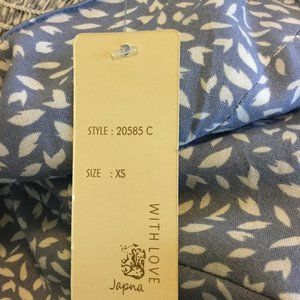 STYLE : 20585 C
SIZE : XS
WITH LOVE
Japna